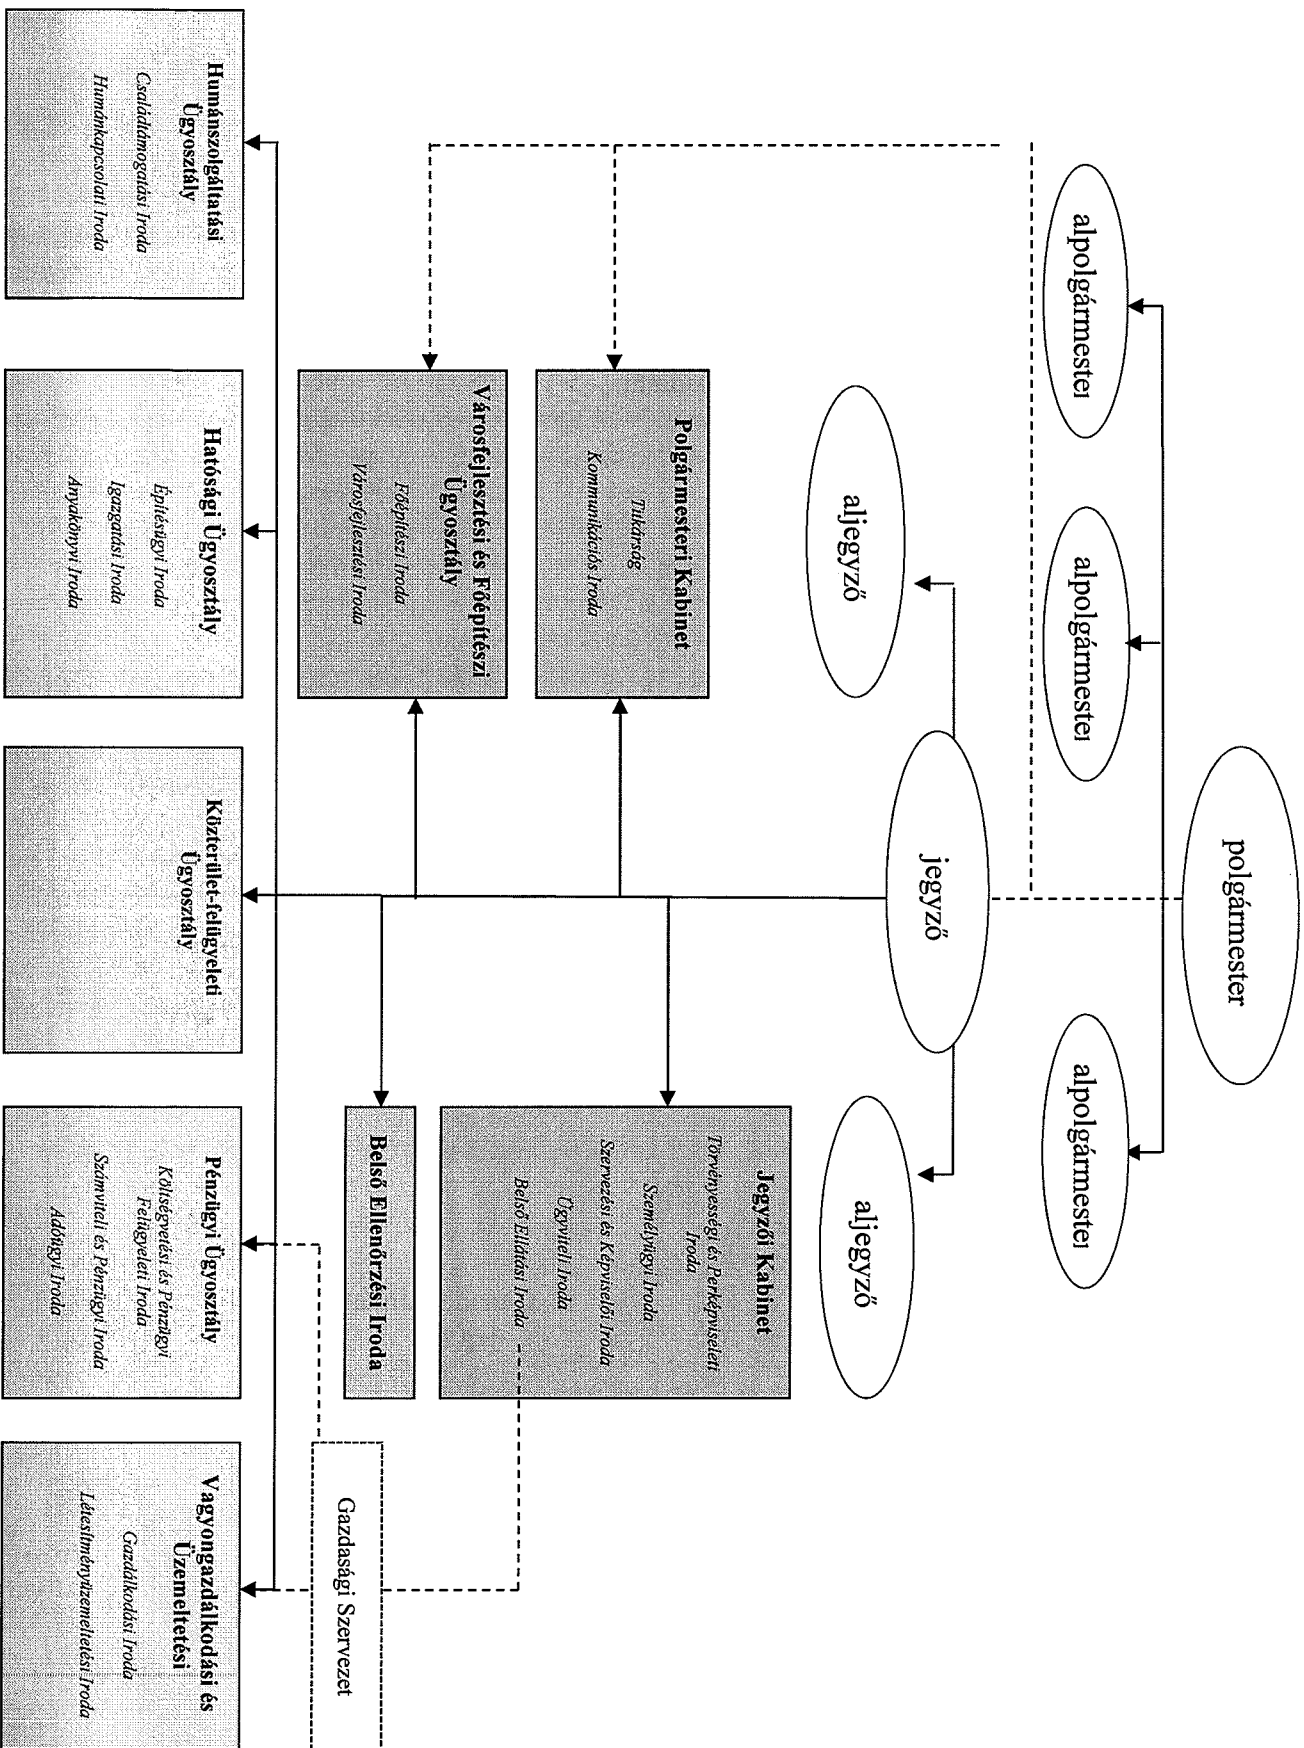 polgármester
alpolgármester
alpolgármester
alpolgármester
jegyző
aljegyző
aljegyző
Polgármesteri Kabinet
Titkárság
Kommunikációs Iroda
Jegyzői Kabinet
Törvényességi és Perképviseleti
Iroda
Személyügyi Iroda
Szervezési és Képviselői Iroda
Ügyviteli Iroda
Belső Ellátási Iroda
Városfejlesztési és Főépítészi
Ügyosztály
Főépítészi Iroda
Városfejlesztési Iroda
Belső Ellenőrzési Iroda
Gazdasági Szervezet
Humánszolgáltatási
Ügyosztály
Családtámogatási Iroda
Humánkapcsolati Iroda
Hatósági Ügyosztály
Építésügyi Iroda
Igazgatási Iroda
Anyakönyvi Iroda
Közterület-felügyeleti
Ügyosztály
Pénzügyi Ügyosztály
Költségvetési és Pénzügyi
Felügyeleti Iroda
Számviteli és Pénzügyi Iroda
Adóügyi Iroda
Vagyongazdálkodási és
Üzemeltetési
Gazdálkodási Iroda
Létesítményüzemeltetési Iroda